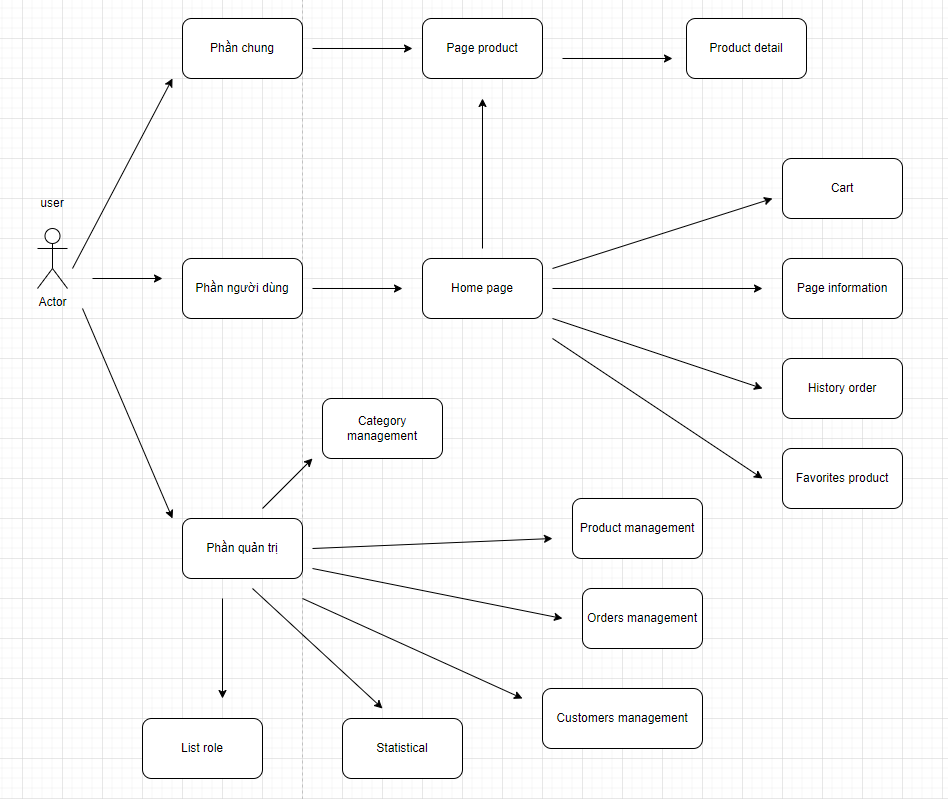 Phần chung
Page product
Product detail
Cart
user
Actor
Phần người dùng
Home page
Page information
History order
Category
management
Favorites product
Product management
Phần quản trị
Orders management
Customers management
List role
Statistical